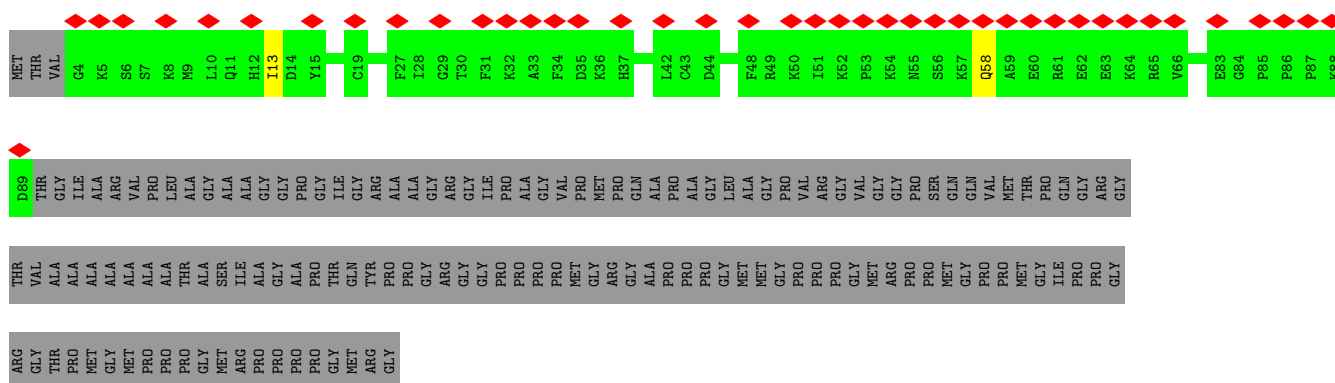 MET THR VAL G4 K5 S6 S7 K8 M9 L10 Q11 H12 I13 D14 Y15 C19 F27 I28 G29 T30 F31 K32 A33 F34 D35 K36 H37 L42 C43 D44 F48 R49 K50 I51 K52 P53 K54 N55 S56 K57 Q58 A59 E60 R61 E62 E63 K64 R65 V66 E83 G84 P85 P86 P87 K88
D89 THR GLY ILE ALA ARG VAL PRO LEU ALA GLY ALA ALA GLY GLY PRO GLY ILE GLY ARG ALA ALA GLY ARG GLY ILE PRO ALA GLY VAL PRO MET PRO GLN ALA PRO ALA GLY LEU ALA GLY PRO VAL ARG GLY VAL GLY GLY PRO SER GLN GLN VAL MET THR PRO GLN GLY ARG GLY
THR VAL ALA ALA ALA ALA ALA ALA ALA THR ALA SER ILE ALA GLY ALA PRO THR GLN TYR PRO PRO GLY ARG GLY GLY PRO PRO PRO PRO MET GLY ARG GLY ALA PRO PRO PRO GLY MET MET GLY PRO PRO PRO GLY MET ARG PRO PRO MET GLY PRO PRO MET GLY ILE PRO PRO GLY
ARG GLY THR PRO MET GLY MET PRO PRO PRO GLY MET ARG PRO PRO PRO PRO GLY MET ARG GLY